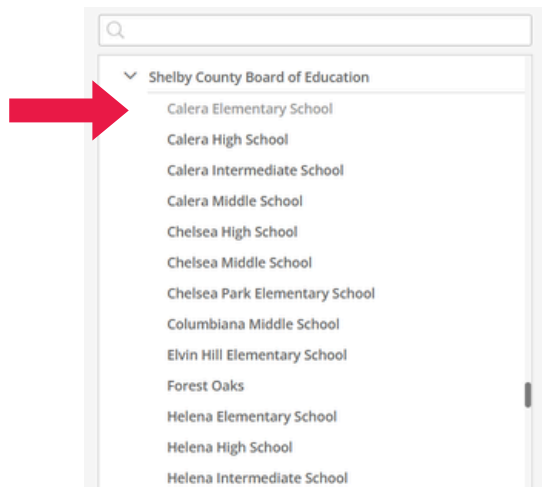 Shelby County Board of Education
Calera Elementary School
Calera High School
Calera Intermediate School
Calera Middle School
Chelsea High School
Chelsea Middle School
Chelsea Park Elementary School
Columbiana Middle School
Elvin Hill Elementary School
Forest Oaks
Helena Elementary School
Helena High School
Helena Intermediate School